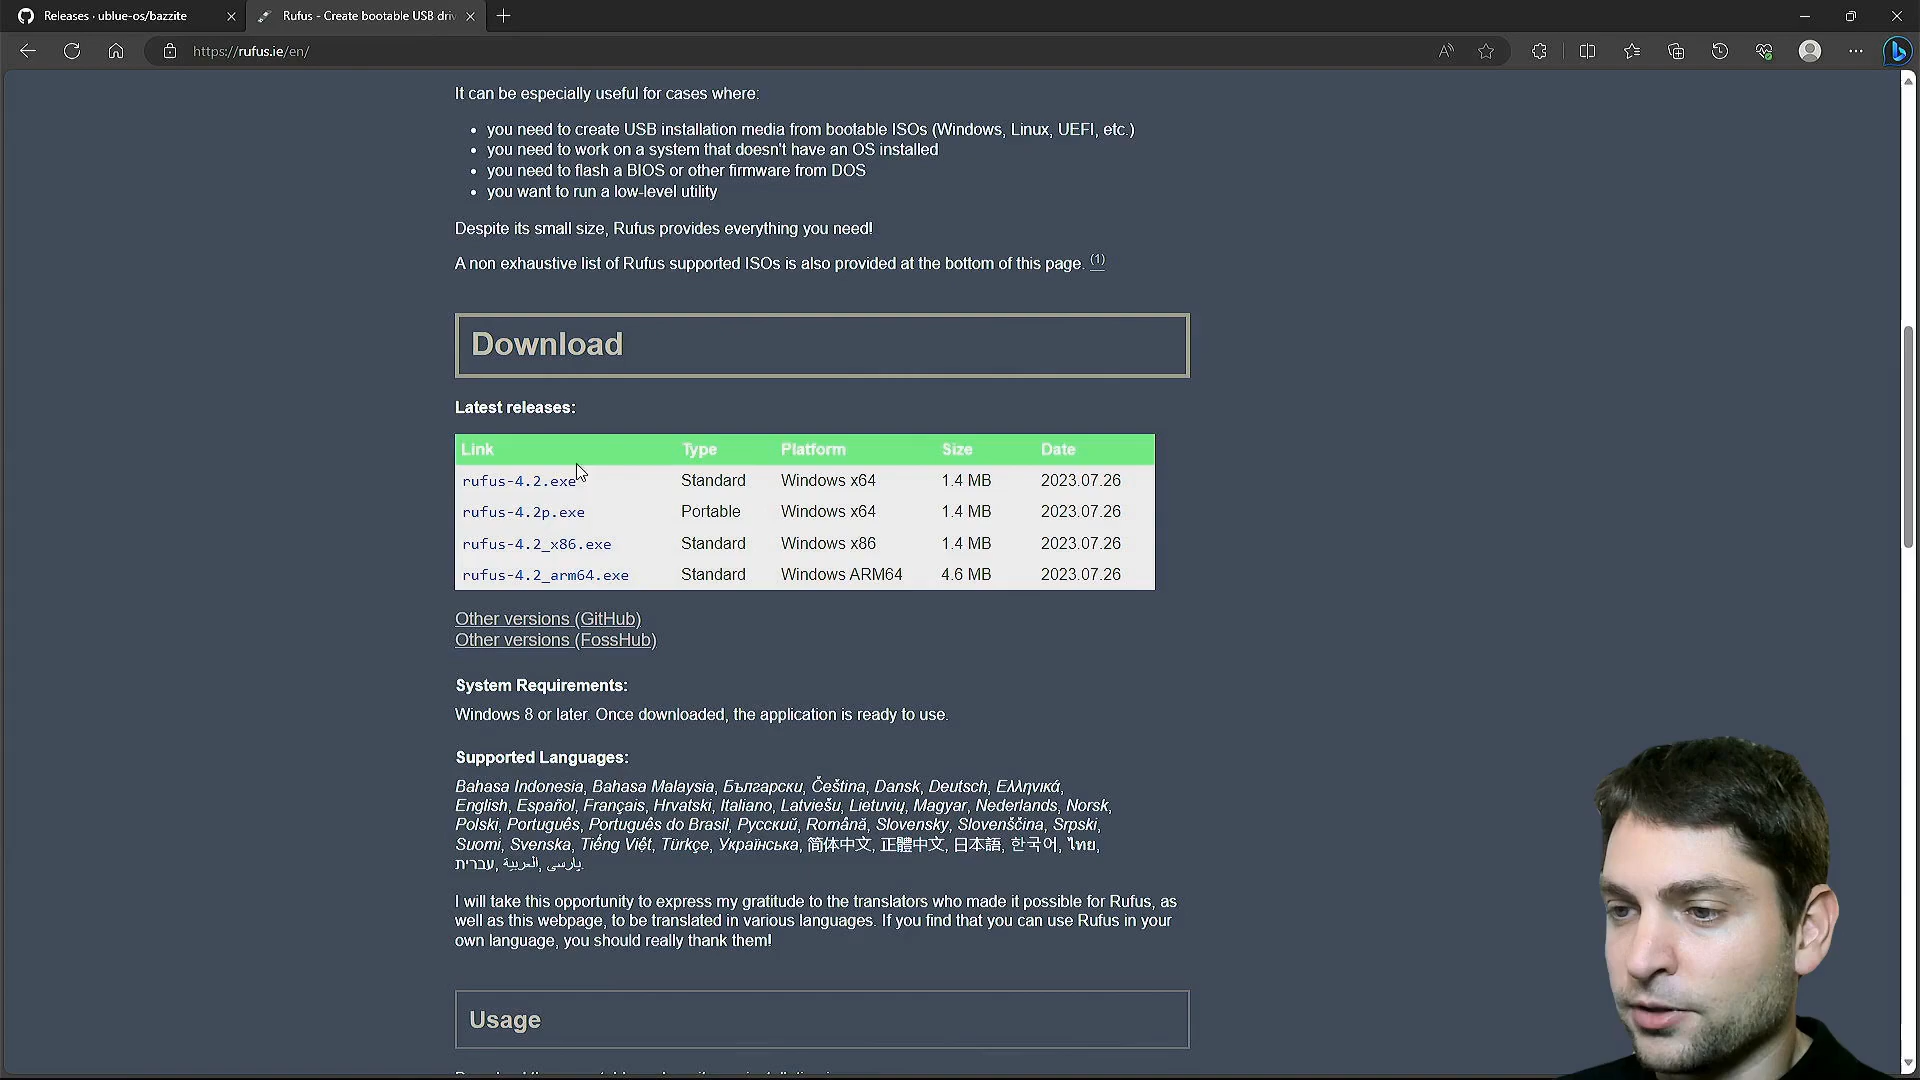 Releases · ublue-os/bazzite
Rufus - Create bootable USB driv
https://rufus.ie/en/
It can be especially useful for cases where:
• you need to create USB installation media from bootable ISOs (Windows, Linux, UEFI, etc.)
• you need to work on a system that doesn't have an OS installed
• you need to flash a BIOS or other firmware from DOS
• you want to run a low-level utility
Despite its small size, Rufus provides everything you need!
A non exhaustive list of Rufus supported ISOs is also provided at the bottom of this page. (1)
Download
Latest releases:
Link Type Platform Size Date
rufus-4.2.exe Standard Windows x64 1.4 MB 2023.07.26
rufus-4.2p.exe Portable Windows x64 1.4 MB 2023.07.26
rufus-4.2_x86.exe Standard Windows x86 1.4 MB 2023.07.26
rufus-4.2_arm64.exe Standard Windows ARM64 4.6 MB 2023.07.26
Other versions (GitHub)
Other versions (FossHub)
System Requirements:
Windows 8 or later. Once downloaded, the application is ready to use.
Supported Languages:
Bahasa Indonesia, Bahasa Malaysia, Български, Čeština, Dansk, Deutsch, Ελληνικά,
English, Español, Français, Hrvatski, Italiano, Latviešu, Lietuvių, Magyar, Nederlands, Norsk,
Polski, Português, Português do Brasil, Русский, Română, Slovensky, Slovenščina, Srpski,
Suomi, Svenska, Tiếng Việt, Türkçe, Українська, 简体中文, 正體中文, 日本語, 한국어, ไทย,
עברית, العربية, پارسی.
I will take this opportunity to express my gratitude to the translators who made it possible for Rufus, as
well as this webpage, to be translated in various languages. If you find that you can use Rufus in your
own language, you should really thank them!
Usage